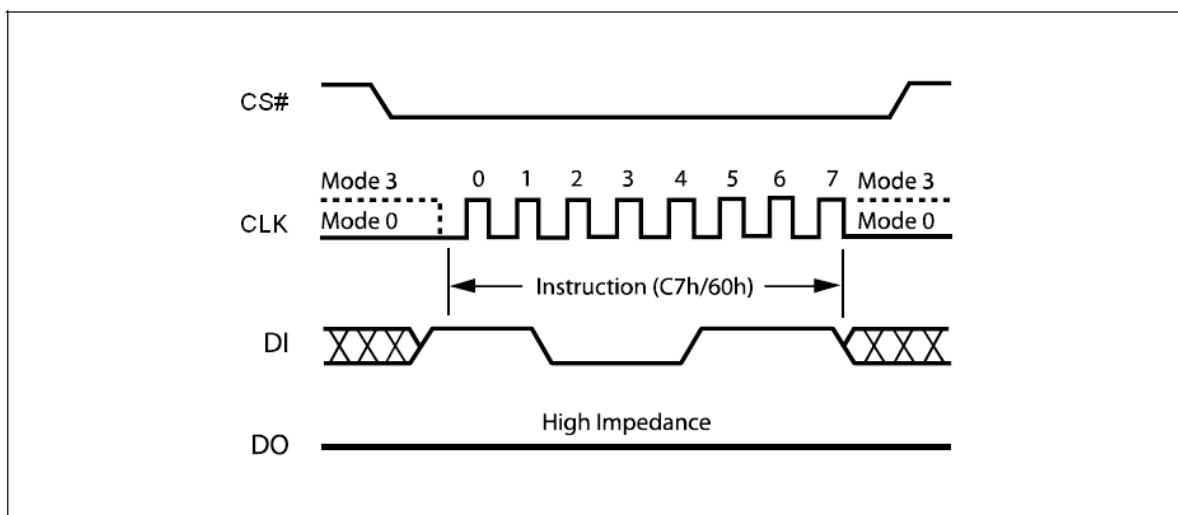 CS#
Mode 3 0 1 2 3 4 5 6 7 Mode 3
CLK Mode 0 Mode 0
Instruction (C7h/60h)
DI
High Impedance
DO